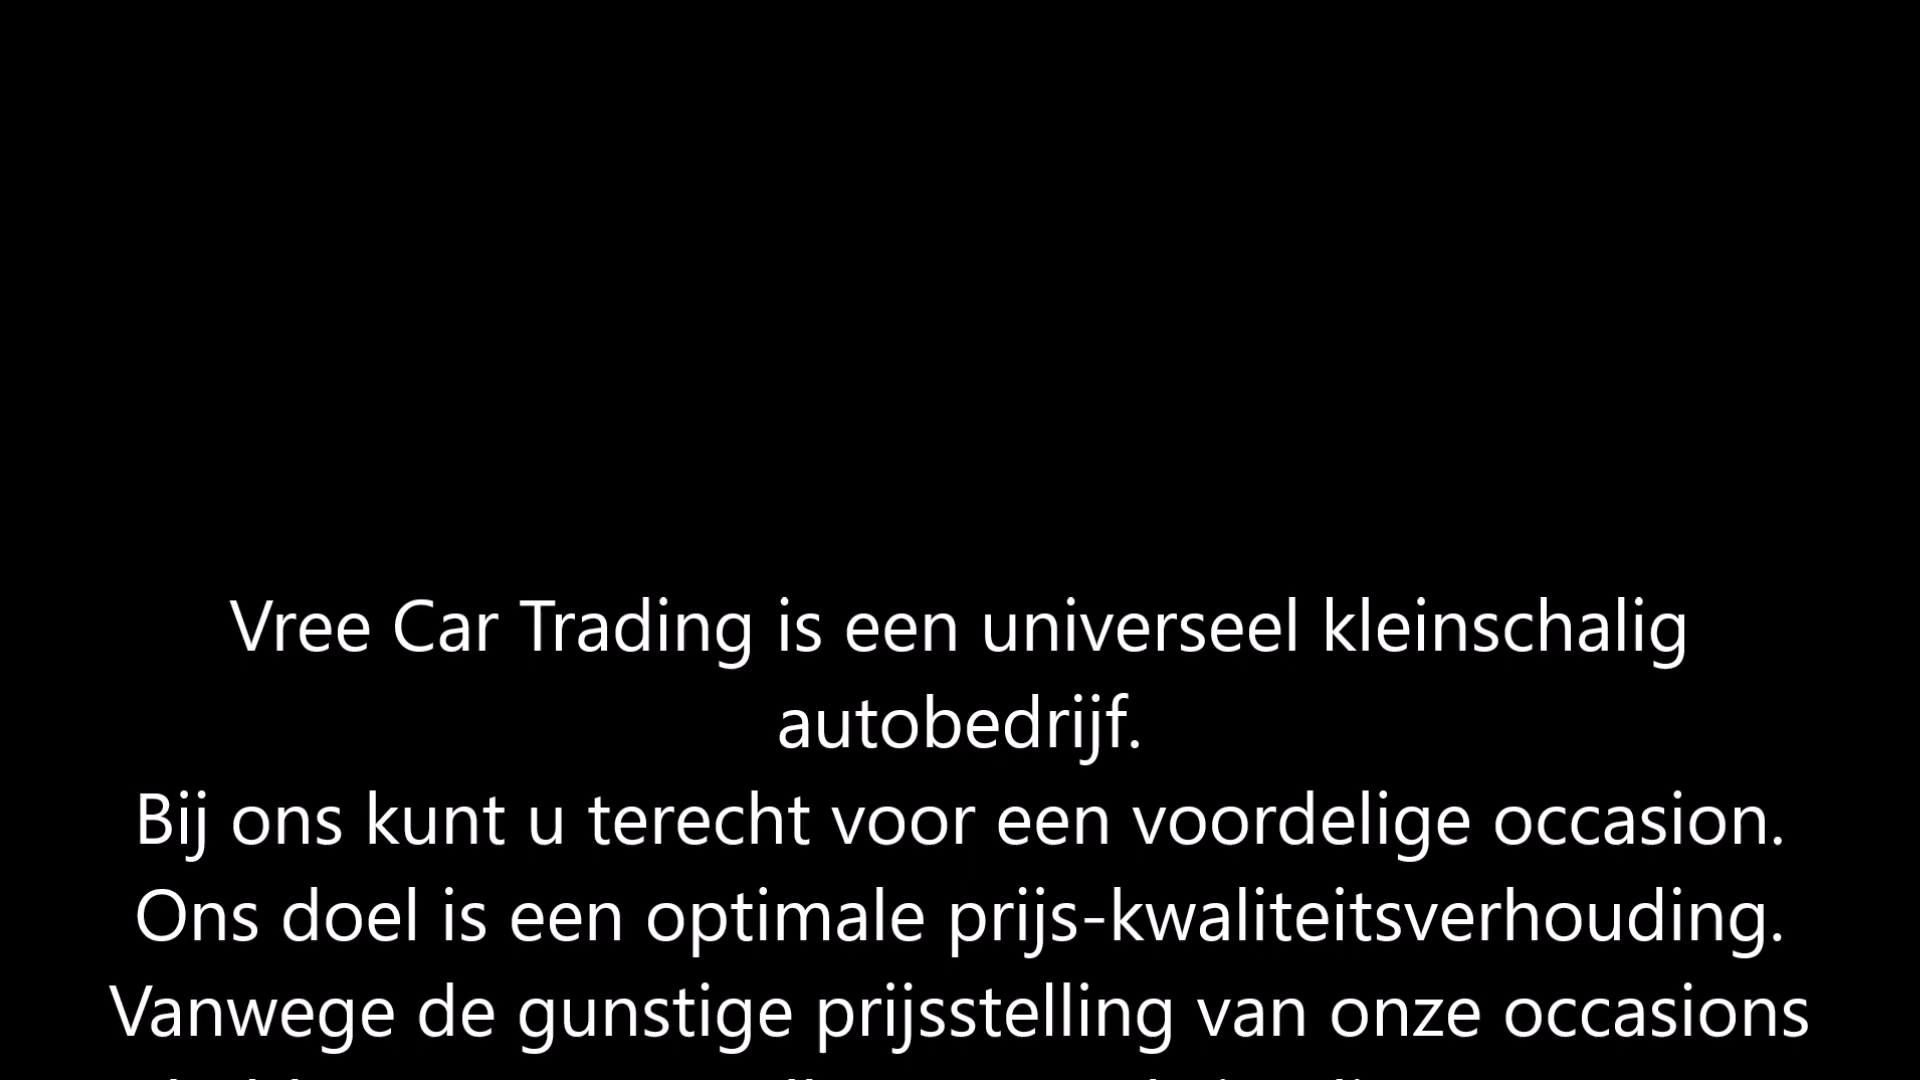 Vree Car Trading is een universeel kleinschalig
autobedrijf.
Bij ons kunt u terecht voor een voordelige occasion.
Ons doel is een optimale prijs-kwaliteitsverhouding.
Vanwege de gunstige prijsstelling van onze occasions